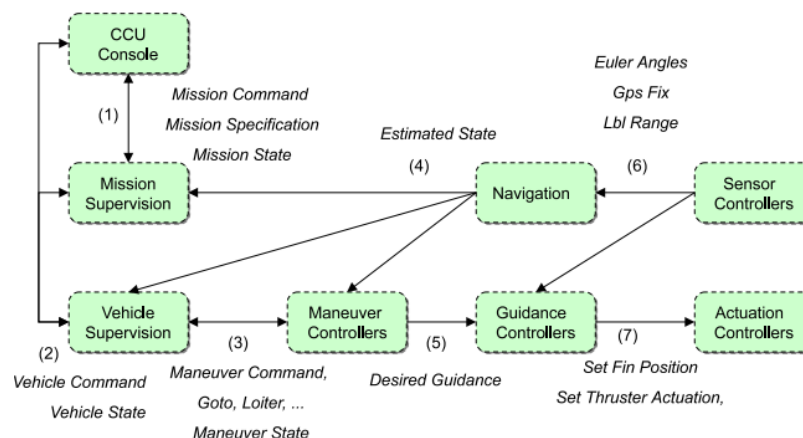 CCU
Console
(1)
Mission Command
Mission Specification
Mission State
Euler Angles
Gps Fix
Lbl Range
Estimated State
(4)
(6)
Mission
Supervision
Navigation
Sensor
Controllers
Vehicle
Supervision
Maneuver
Controllers
Guidance
Controllers
Actuation
Controllers
(2)
Vehicle Command
Vehicle State
(3)
Maneuver Command,
Goto, Loiter, ...
Maneuver State
(5)
Desired Guidance
(7)
Set Fin Position
Set Thruster Actuation,